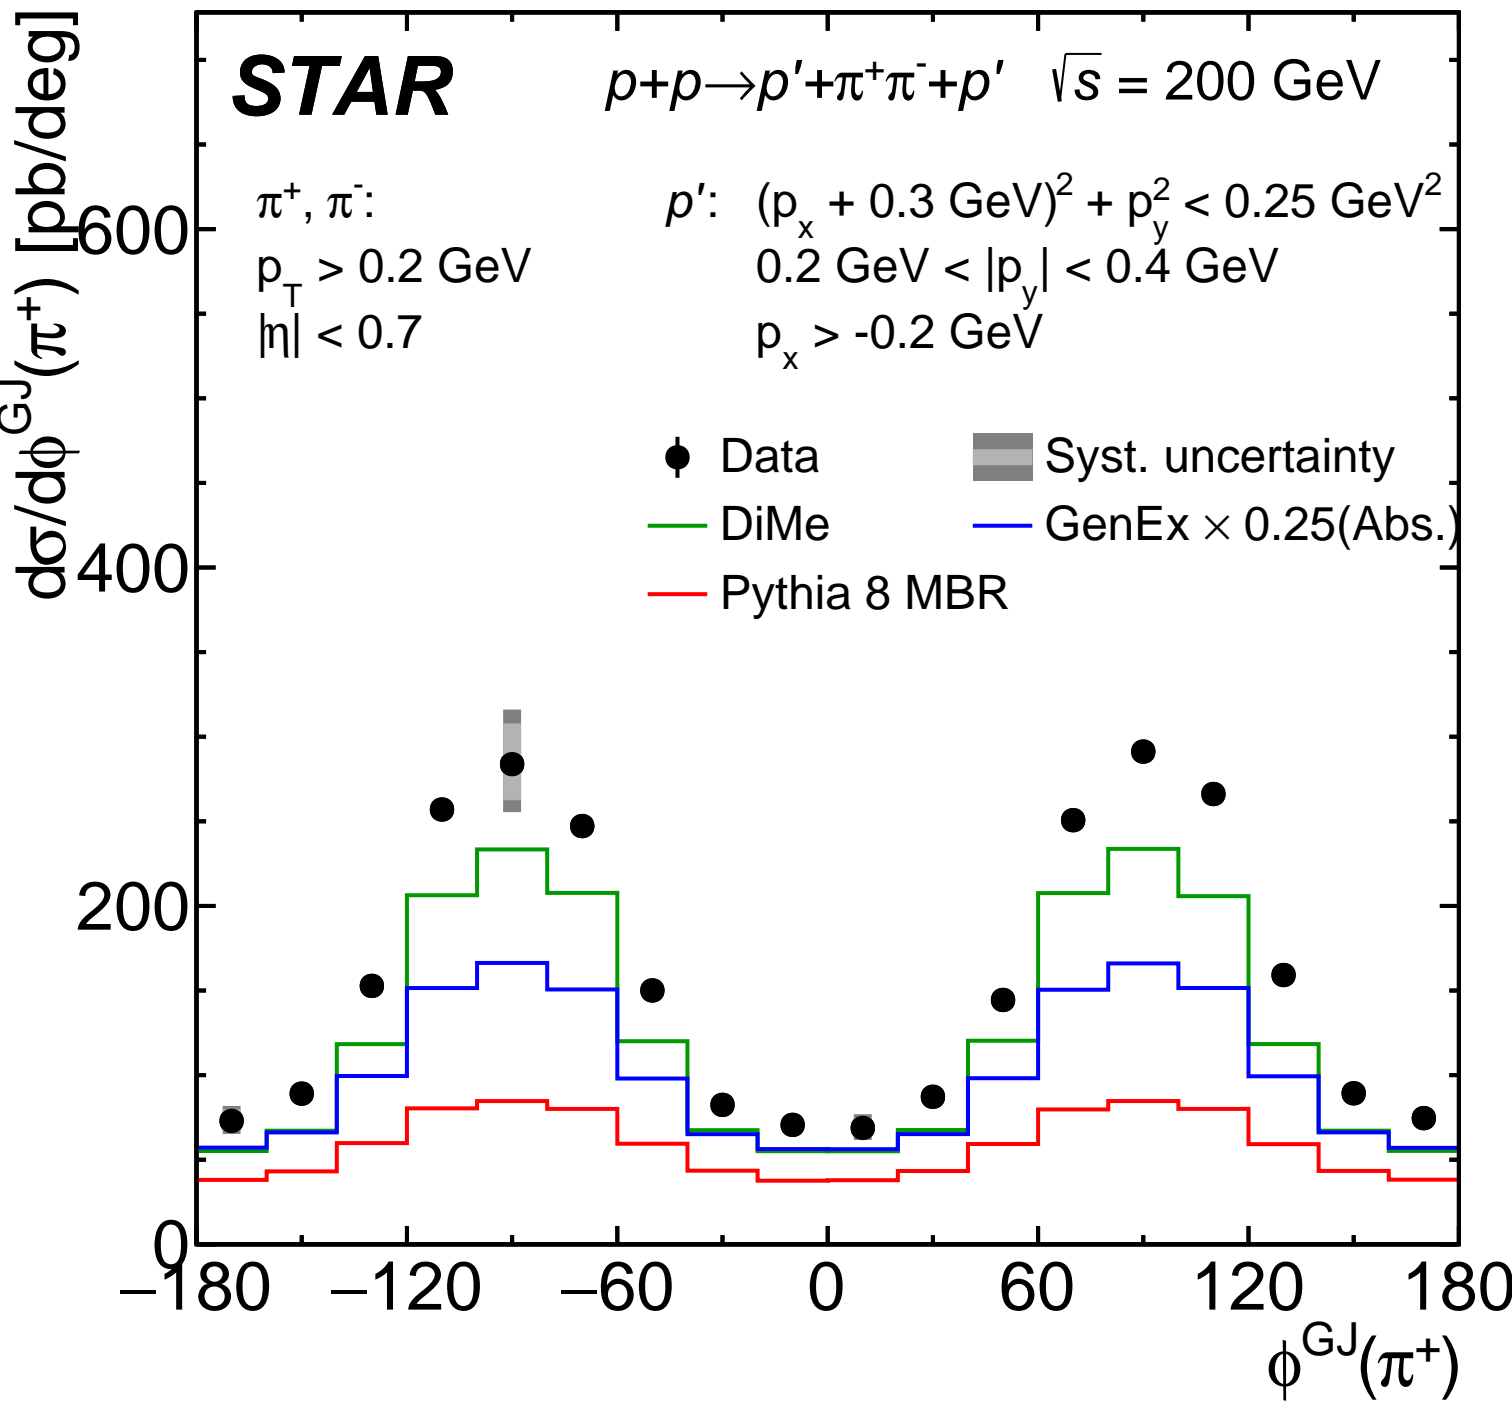 STAR p+p→p′+π⁺π⁻+p′ √s = 200 GeV
π⁺, π⁻: p′: (pₓ + 0.3 GeV)² + p_y² < 0.25 GeV²
p_T > 0.2 GeV 0.2 GeV < |p_y| < 0.4 GeV
|η| < 0.7 pₓ > -0.2 GeV
Data Syst. uncertainty
DiMe GenEx × 0.25(Abs.)
Pythia 8 MBR
dσ/dϕ^GJ(π⁺) [pb/deg]
600
400
200
0
−180 −120 −60 0 60 120 180
ϕ^GJ(π⁺)